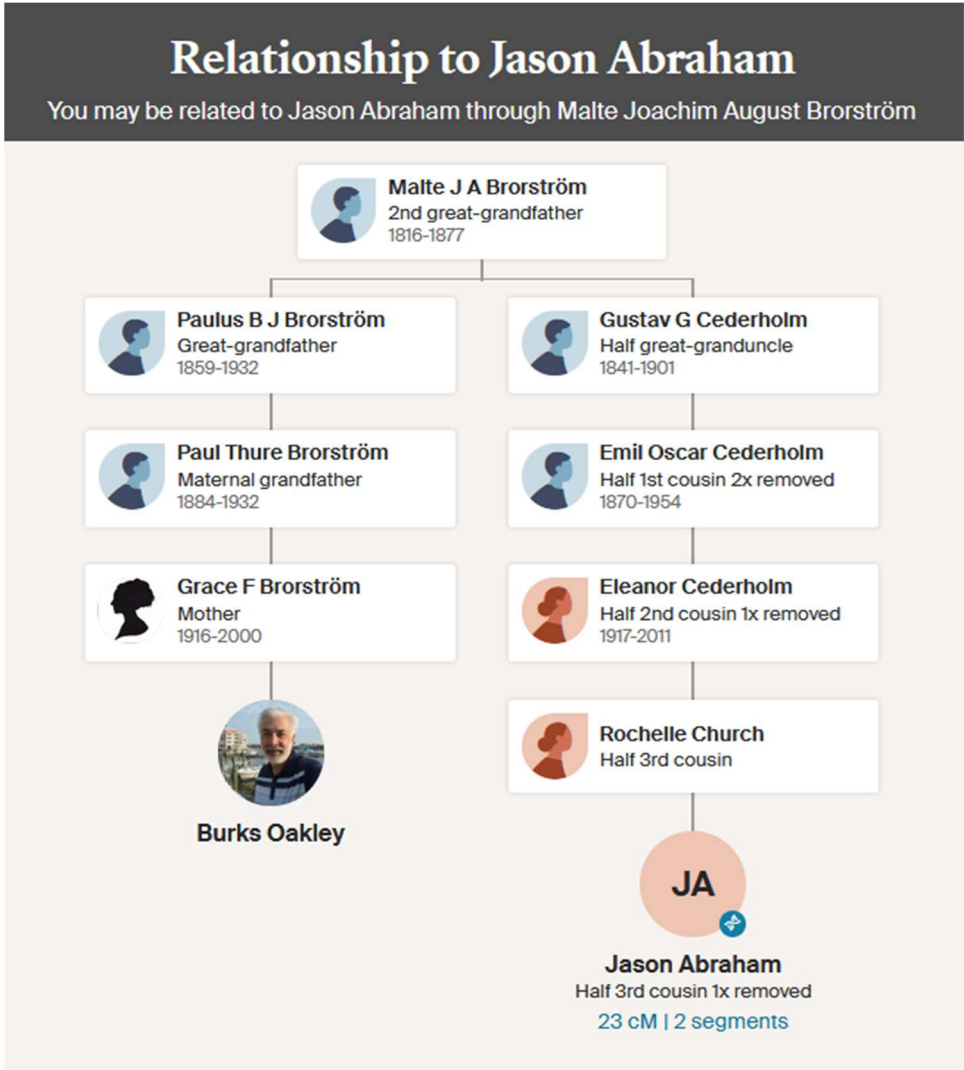 Relationship to Jason Abraham
You may be related to Jason Abraham through Malte Joachim August Brorström
Malte J A Brorström
2nd great-grandfather
1816-1877
Paulus B J Brorström
Great-grandfather
1859-1932
Gustav G Cederholm
Half great-granduncle
1841-1901
Paul Thure Brorström
Maternal grandfather
1884-1932
Emil Oscar Cederholm
Half 1st cousin 2x removed
1870-1954
Grace F Brorström
Mother
1916-2000
Eleanor Cederholm
Half 2nd cousin 1x removed
1917-2011
Burks Oakley
Rochelle Church
Half 3rd cousin
JA
Jason Abraham
Half 3rd cousin 1x removed
23 cM | 2 segments